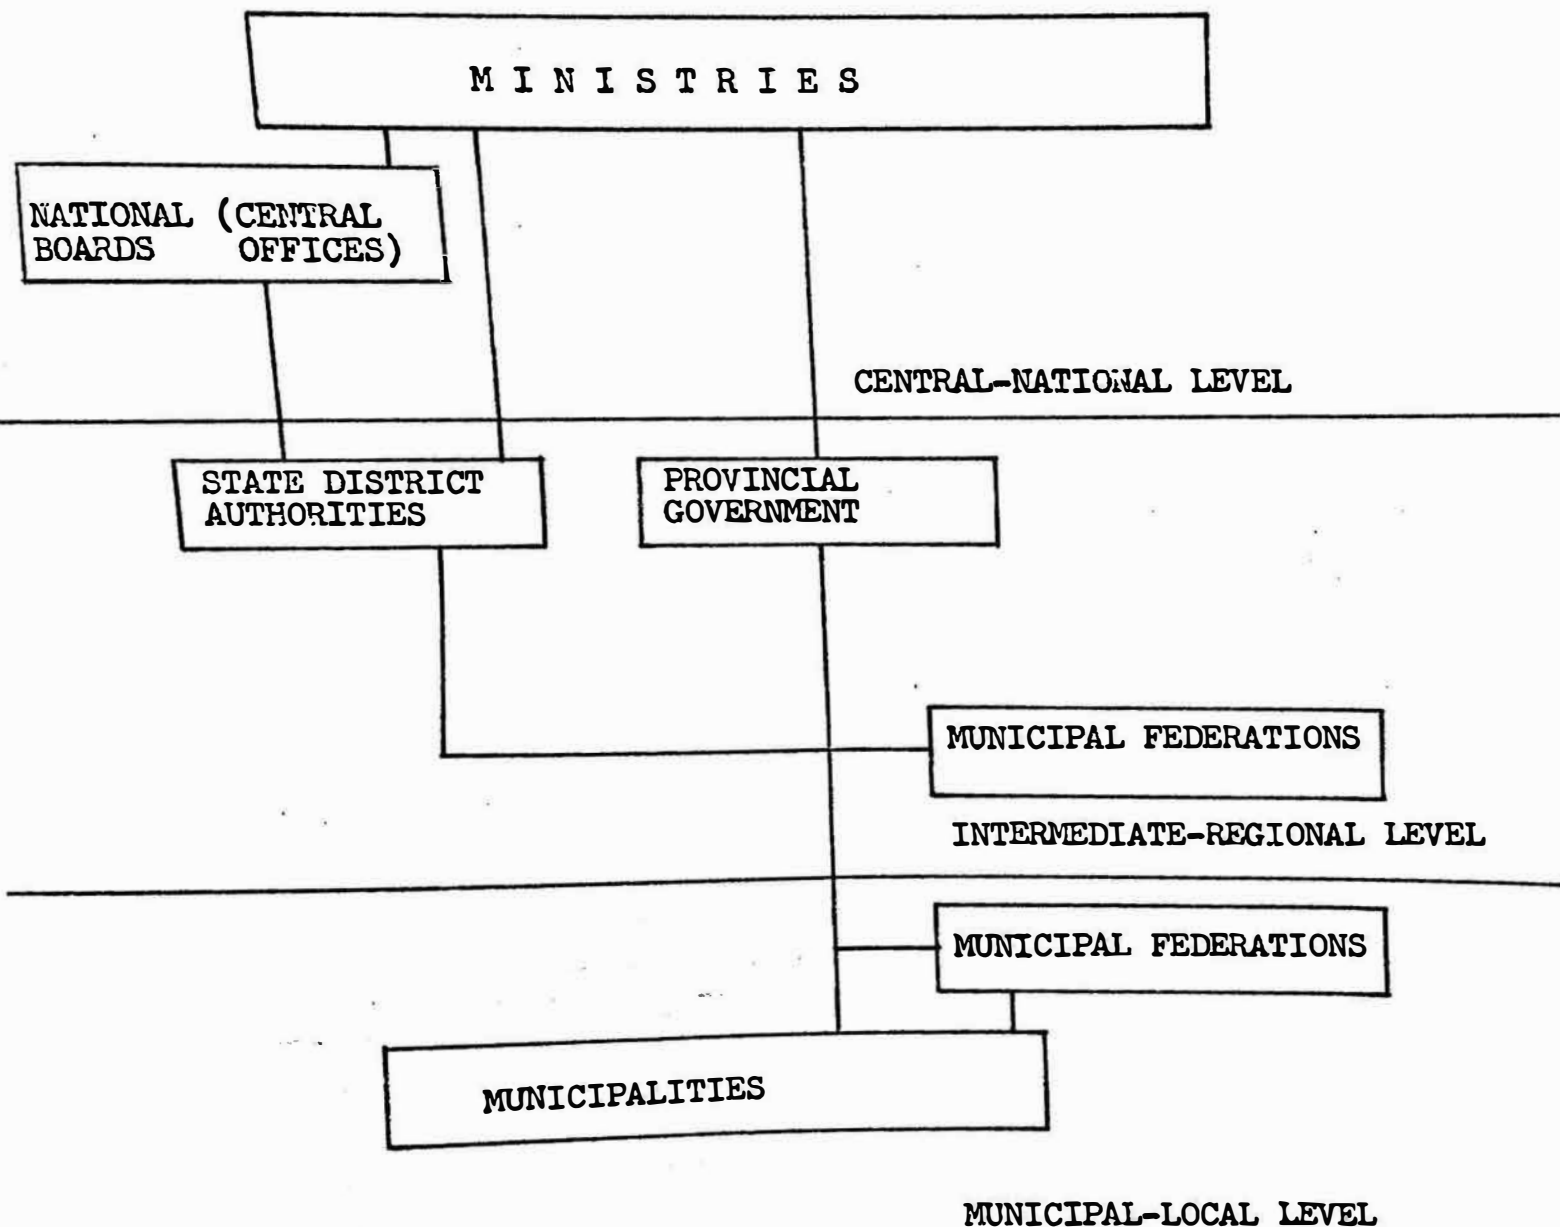 MINISTRIES
NATIONAL (CENTRAL
BOARDS OFFICES)
CENTRAL-NATIONAL LEVEL
STATE DISTRICT
AUTHORITIES
PROVINCIAL
GOVERNMENT
MUNICIPAL FEDERATIONS
INTERMEDIATE-REGIONAL LEVEL
MUNICIPAL FEDERATIONS
MUNICIPALITIES
MUNICIPAL-LOCAL LEVEL